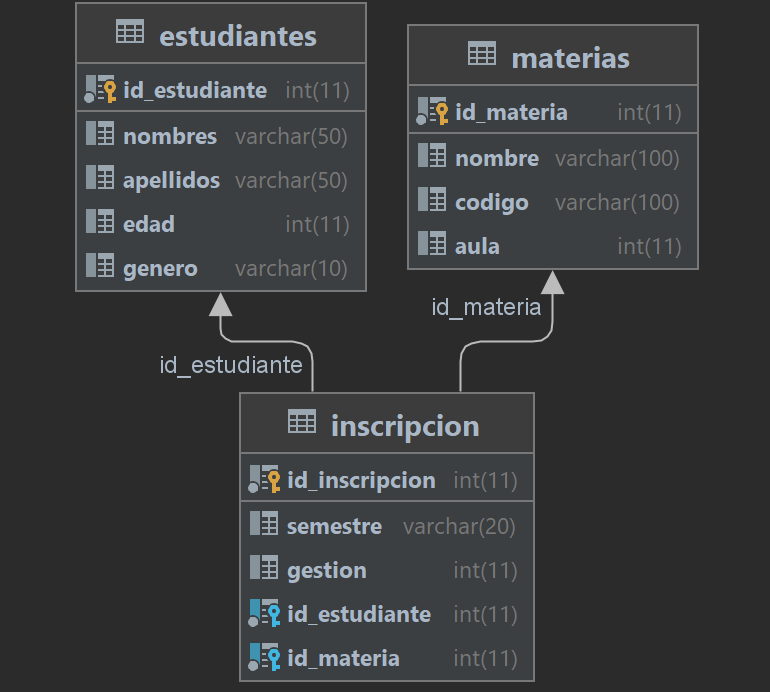 estudiantes
id_estudiante int(11)
nombres varchar(50)
apellidos varchar(50)
edad int(11)
genero varchar(10)
materias
id_materia int(11)
nombre varchar(100)
codigo varchar(100)
aula int(11)
id_estudiante
id_materia
inscripcion
id_inscripcion int(11)
semestre varchar(20)
gestion int(11)
id_estudiante int(11)
id_materia int(11)